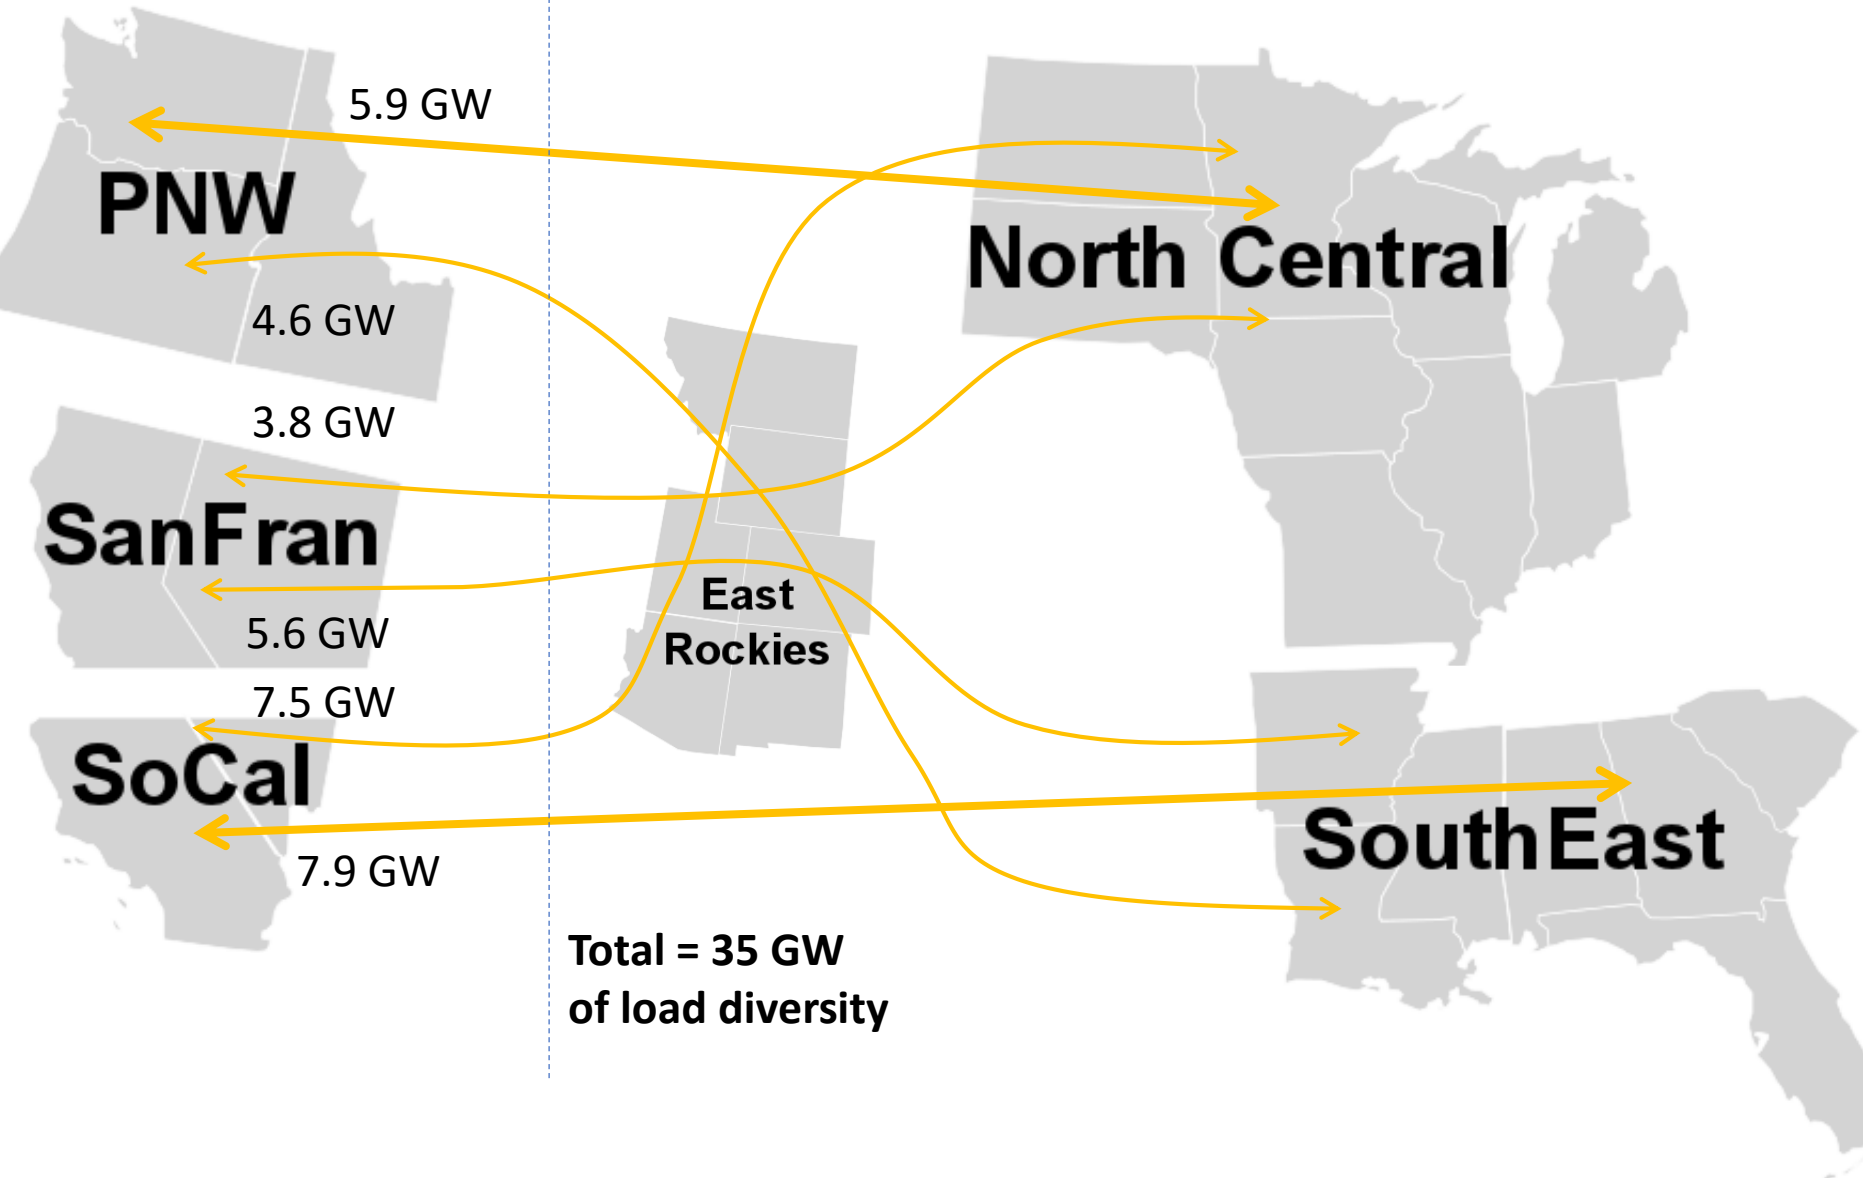 5.9 GW
PNW
North Central
4.6 GW
3.8 GW
SanFran
East
Rockies
5.6 GW
7.5 GW
SoCal
SouthEast
7.9 GW
Total = 35 GW
of load diversity